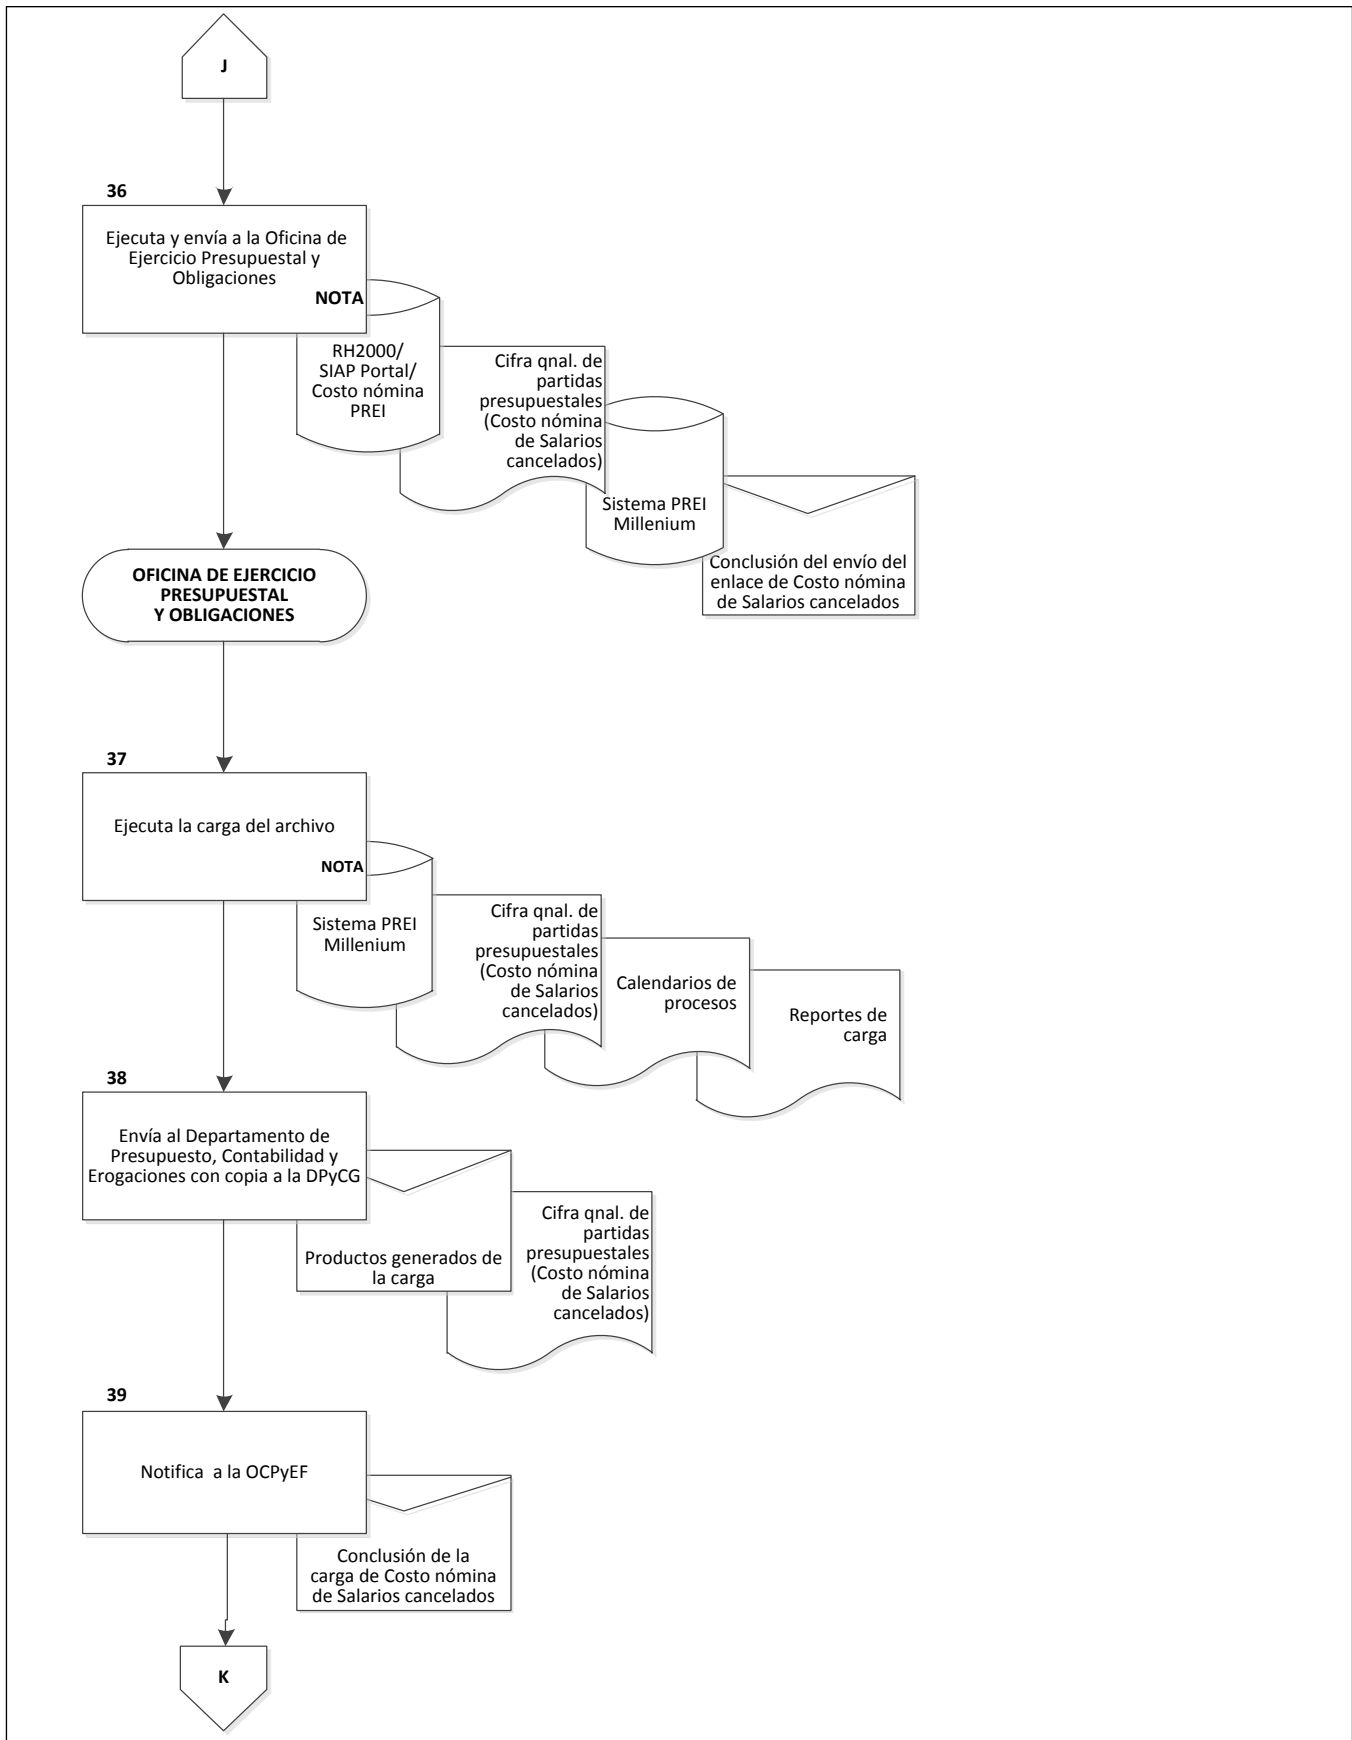 J
36
Ejecuta y envía a la Oficina de
Ejercicio Presupuestal y
Obligaciones
NOTA
RH2000/
SIAP Portal/
Costo nómina
PREI
Cifra qnal. de
partidas
presupuestales
(Costo nómina
de Salarios
cancelados)
Sistema PREI
Millenium
Conclusión del envío del
enlace de Costo nómina
de Salarios cancelados
OFICINA DE EJERCICIO
PRESUPUESTAL
Y OBLIGACIONES
37
Ejecuta la carga del archivo
NOTA
Sistema PREI
Millenium
Cifra qnal. de
partidas
presupuestales
(Costo nómina
de Salarios
cancelados)
Calendarios de
procesos
Reportes de
carga
38
Envía al Departamento de
Presupuesto, Contabilidad y
Erogaciones con copia a la DPyCG
Productos generados de
la carga
Cifra qnal. de
partidas
presupuestales
(Costo nómina
de Salarios
cancelados)
39
Notifica  a la OCPyEF
Conclusión de la
carga de Costo nómina
de Salarios cancelados
K